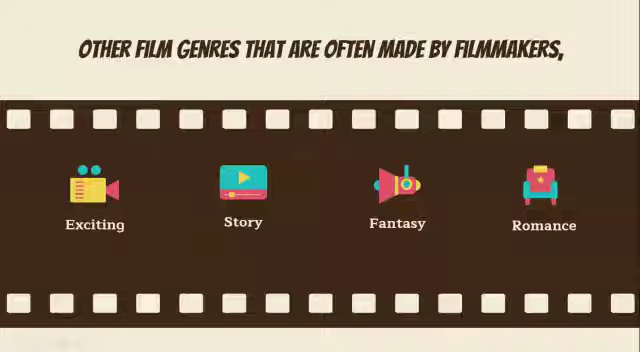 OTHER FILM GENRES THAT ARE OFTEN MADE BY FILMMAKERS,
Exciting
Story
Fantasy
Romance